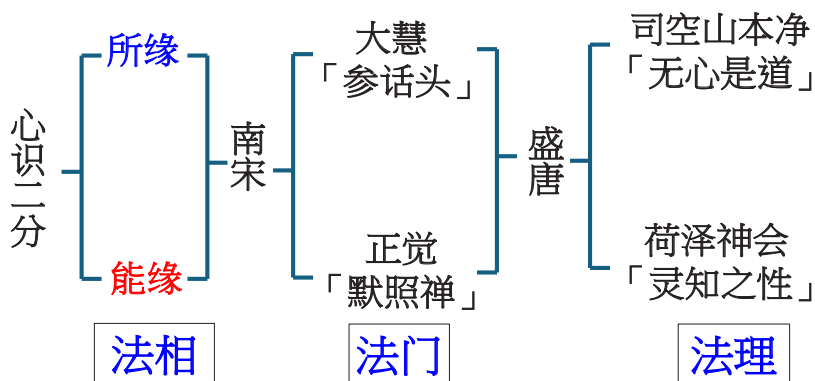 心识二分
所缘
能缘
南宋
大慧
「参话头」
正觉
「默照禅」
盛唐
司空山本净
「无心是道」
荷泽神会
「灵知之性」
法相
法门
法理